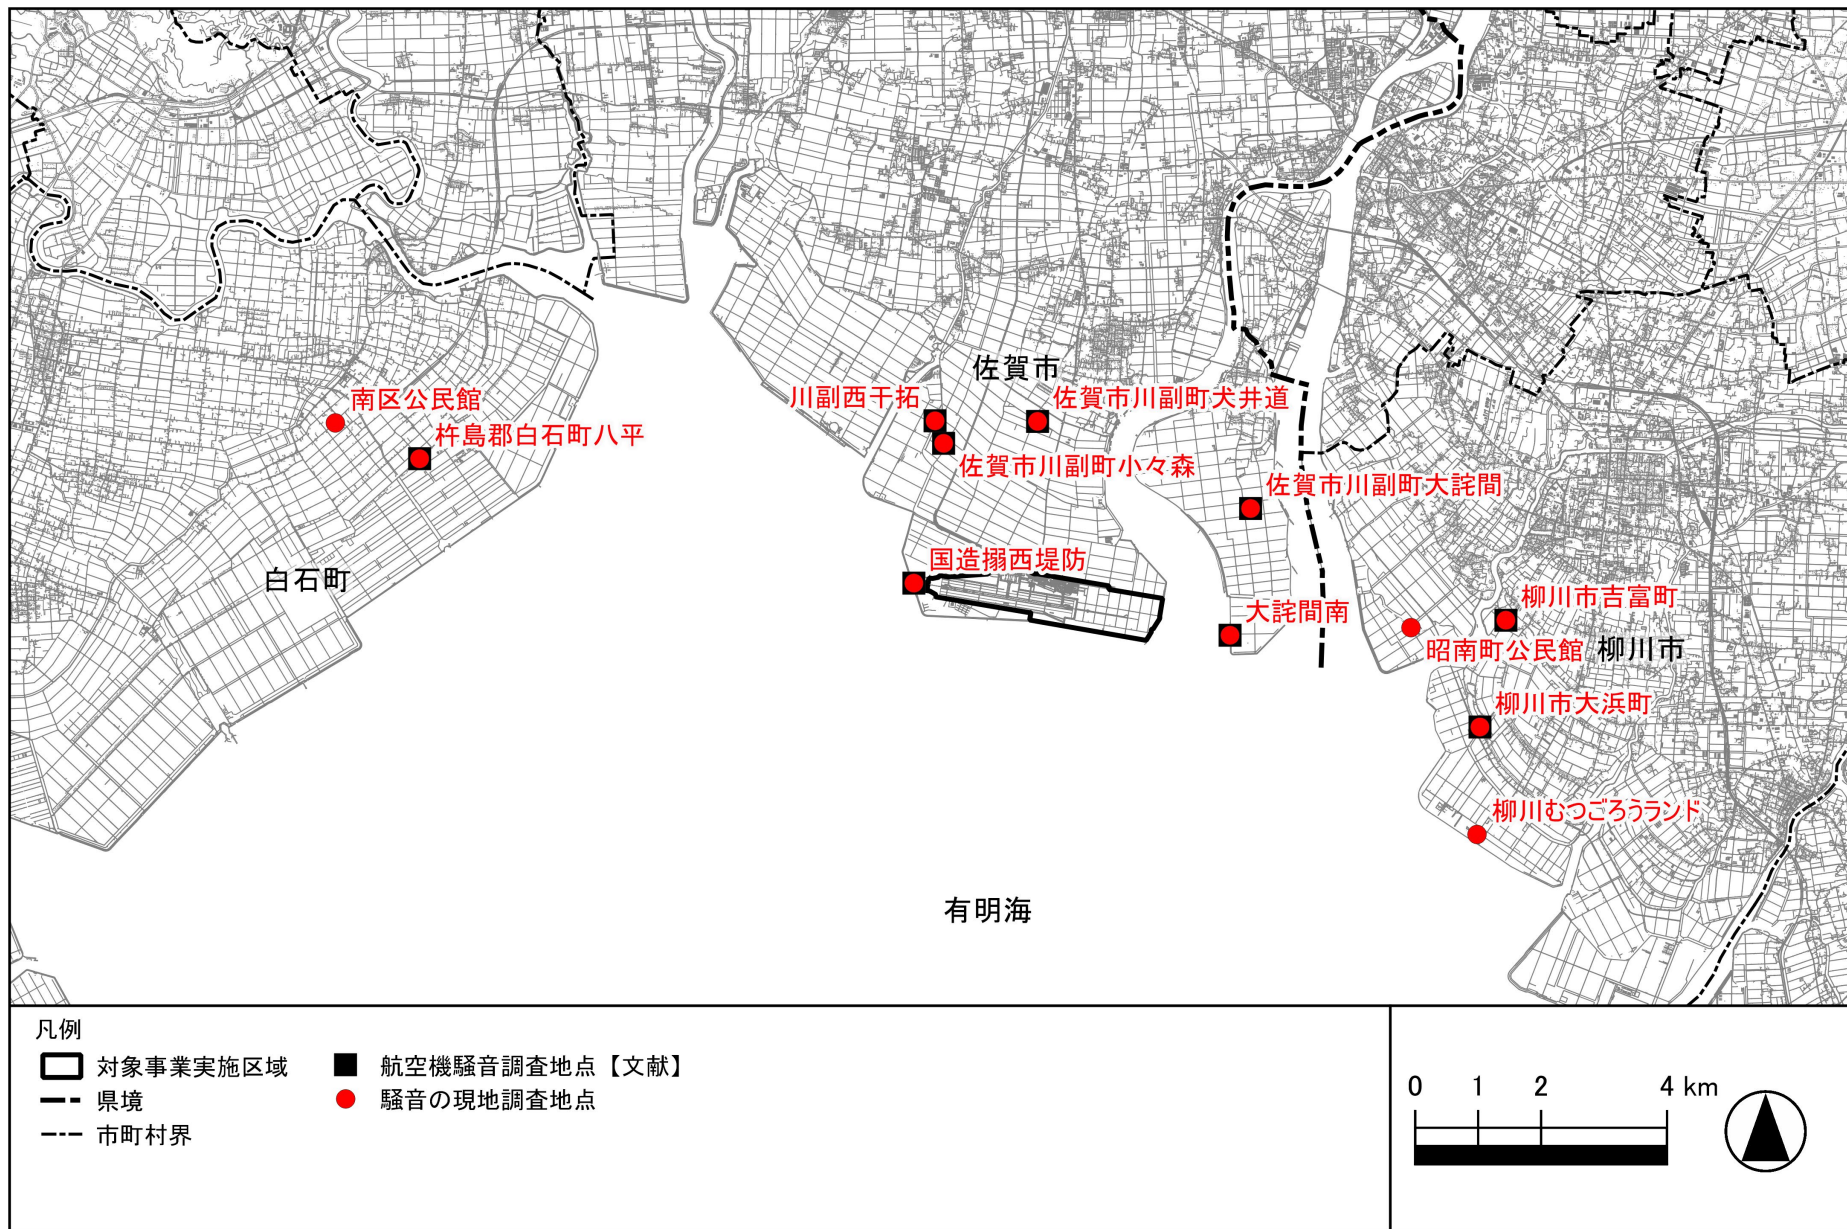 佐賀市
南区公民館
川副西干拓
佐賀市川副町犬井道
杵島郡白石町八平
佐賀市川副町小々森
佐賀市川副町大詫間
国造搦西堤防
白石町
大詫間南
柳川市吉富町
昭南町公民館
柳川市
柳川市大浜町
柳川むつごろうランド
有明海
凡例
対象事業実施区域
県境
市町村界
航空機騒音調査地点【文献】
騒音の現地調査地点
0 1 2 4 km